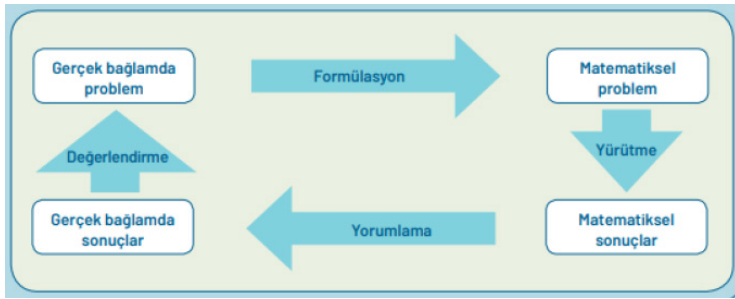 Gerçek bağlamda
problem
Formülasyon
Matematiksel
problem
Değerlendirme
Yürütme
Gerçek bağlamda
sonuçlar
Yorumlama
Matematiksel
sonuçlar